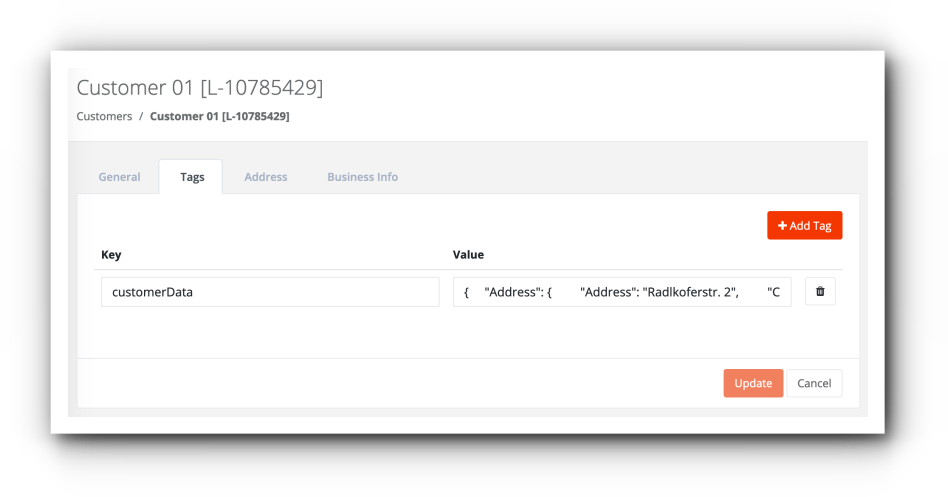 Customer 01 [L-10785429]
Customers / Customer 01 [L-10785429]
General Tags Address Business Info
+ Add Tag
Key Value
customerData { "Address": { "Address": "Radlkoferstr. 2", "C
Update Cancel